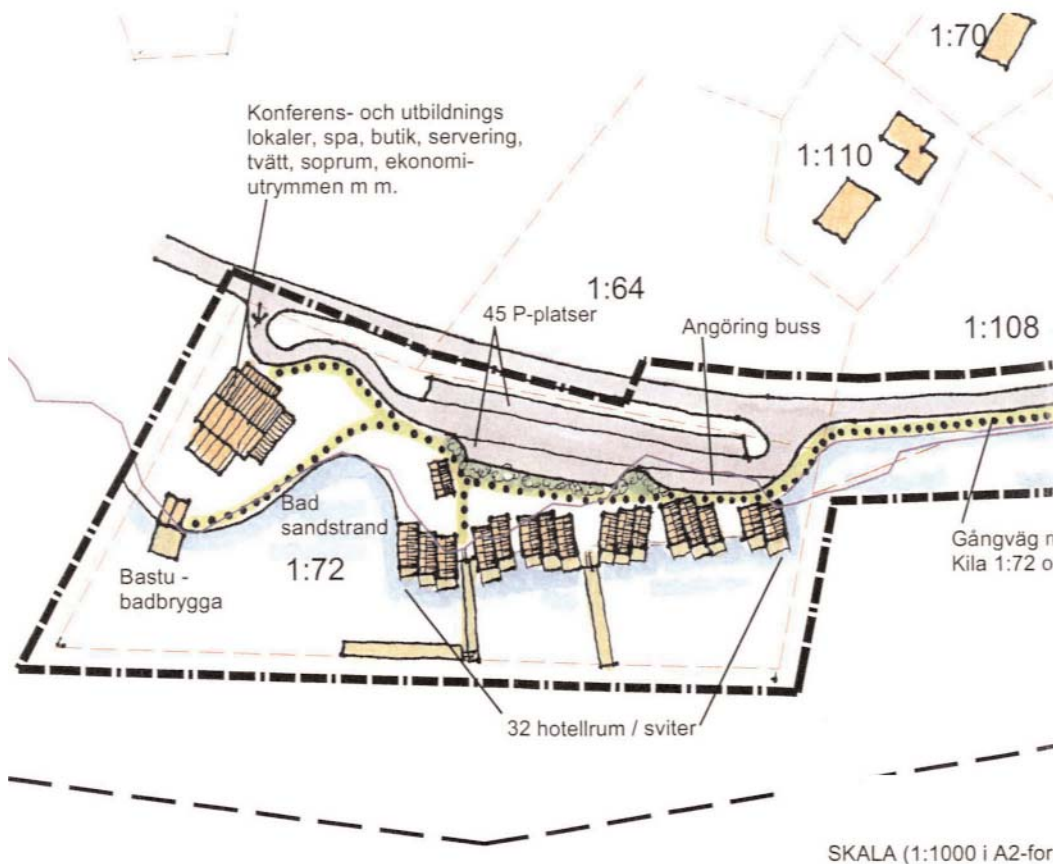 1:70
Konferens- och utbildnings
lokaler, spa, butik, servering,
tvätt, soprum, ekonomi-
utrymmen m m.
1:110
1:64
45 P-platser
Angöring buss
1:108
Bad
sandstrand
1:72
Bastu -
badbrygga
Gångväg
Kila 1:72
32 hotellrum / sviter
SKALA (1:1000 i A2-for